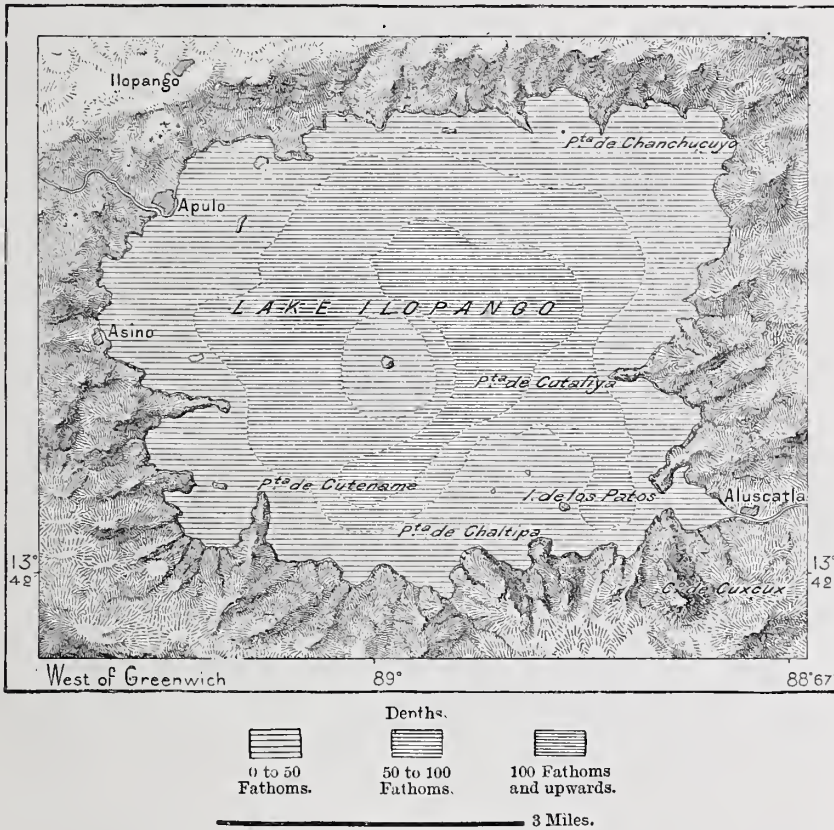 Ilopango
Pta de Chanchucuyo
Apulo
LAKE ILOPANGO
Asino
Pta de Cutafiya
Pta de Cutename
I. de los Patos
Aluscatla
Pta de Chaltipa
13°
42
13°
42
C. de Cuxcux
West of Greenwich
89°
88°67
Depths.
0 to 50
Fathoms.
50 to 100
Fathoms.
100 Fathoms
and upwards.
3 Miles.